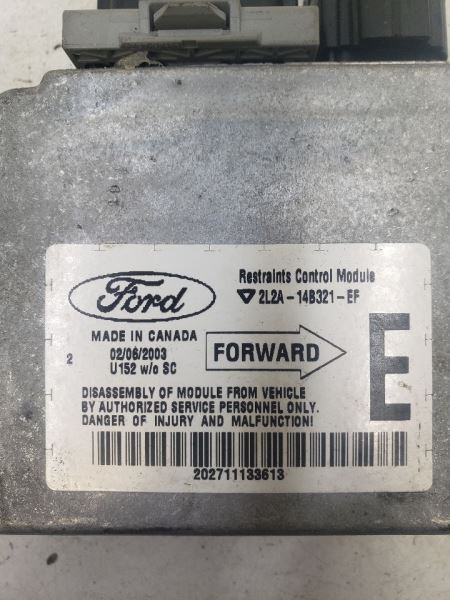 Ford
Restraints Control Module
2L2A-14B321-EF
MADE IN CANADA
02/06/2003
2
U152 w/o SC
FORWARD
E
DISASSEMBLY OF MODULE FROM VEHICLE
BY AUTHORIZED SERVICE PERSONNEL ONLY.
DANGER OF INJURY AND MALFUNCTION!
202711133613